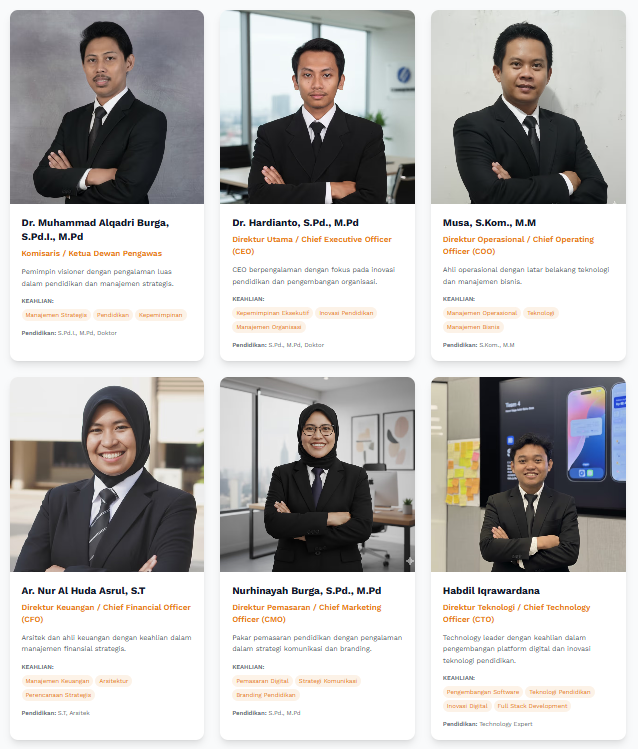 Dr. Muhammad Alqadri Burga,
S.Pd.I., M.Pd
Komisaris / Ketua Dewan Pengawas
Pemimpin visioner dengan pengalaman luas
dalam pendidikan dan manajemen strategis.
KEAHLIAN:
Manajemen Strategis Pendidikan Kepemimpinan
Pendidikan: S.Pd.I., M.Pd, Doktor
Dr. Hardianto, S.Pd., M.Pd
Direktur Utama / Chief Executive Officer
(CEO)
CEO berpengalaman dengan fokus pada inovasi
pendidikan dan pengembangan organisasi.
KEAHLIAN:
Kepemimpinan Eksekutif Inovasi Pendidikan
Manajemen Organisasi
Pendidikan: S.Pd., M.Pd, Doktor
Musa, S.Kom., M.M
Direktur Operasional / Chief Operating
Officer (COO)
Ahli operasional dengan latar belakang teknologi
dan manajemen bisnis.
KEAHLIAN:
Manajemen Operasional Teknologi
Manajemen Bisnis
Pendidikan: S.Kom., M.M
Team 4
Ar. Nur Al Huda Asrul, S.T
Direktur Keuangan / Chief Financial Officer
(CFO)
Arsitek dan ahli keuangan dengan keahlian dalam
manajemen finansial strategis.
KEAHLIAN:
Manajemen Keuangan Arsitektur
Perencanaan Strategis
Pendidikan: S.T, Arsitek
Nurhinayah Burga, S.Pd., M.Pd
Direktur Pemasaran / Chief Marketing
Officer (CMO)
Pakar pemasaran pendidikan dengan pengalaman
dalam strategi komunikasi dan branding.
KEAHLIAN:
Pemasaran Digital Strategi Komunikasi
Branding Pendidikan
Pendidikan: S.Pd., M.Pd
Habdil Iqrawardana
Direktur Teknologi / Chief Technology
Officer (CTO)
Technology leader dengan keahlian dalam
pengembangan platform digital dan inovasi
teknologi pendidikan.
KEAHLIAN:
Pengembangan Software Teknologi Pendidikan
Inovasi Digital Full Stack Development
Pendidikan: Technology Expert